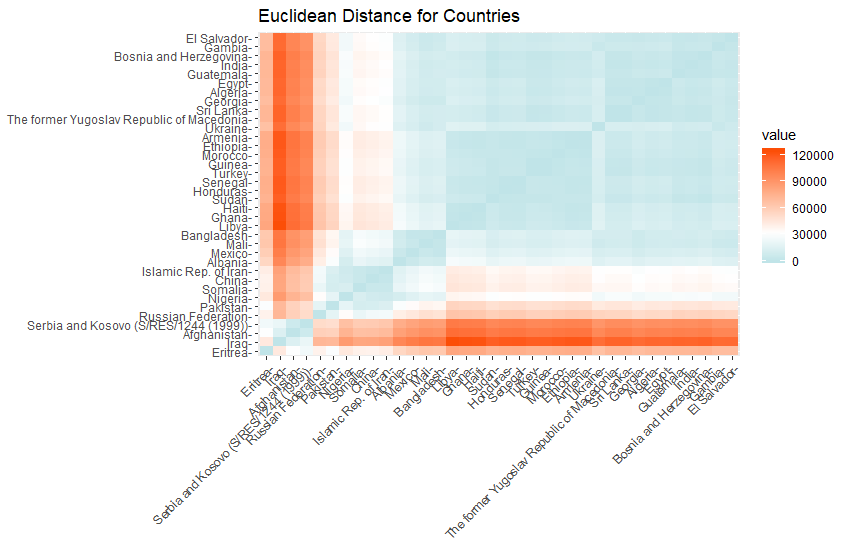 Euclidean Distance for Countries
El Salvador
Gambia
Bosnia and Herzegovina
India
Guatemala
Egypt
Algeria
Georgia
Sri Lanka
The former Yugoslav Republic of Macedonia
Ukraine
Armenia
Ethiopia
Morocco
Guinea
Turkey
Senegal
Honduras
Sudan
Haiti
Ghana
Libya
Bangladesh
Mali
Mexico
Albania
Islamic Rep. of Iran
China
Somalia
Nigeria
Pakistan
Russian Federation
Serbia and Kosovo (S/RES/1244 (1999))
Afghanistan
Iraq
Eritrea
Eritrea
Iraq
Afghanistan
Serbia and Kosovo (S/RES/1244 (1999))
Russian Federation
Pakistan
Nigeria
Somalia
China
Islamic Rep. of Iran
Albania
Mexico
Mali
Bangladesh
Libya
Ghana
Haiti
Sudan
Honduras
Senegal
Turkey
Guinea
Morocco
Ethiopia
Armenia
Ukraine
The former Yugoslav Republic of Macedonia
Sri Lanka
Georgia
Algeria
Egypt
Guatemala
India
Bosnia and Herzegovina
Gambia
El Salvador
value
120000
90000
60000
30000
0